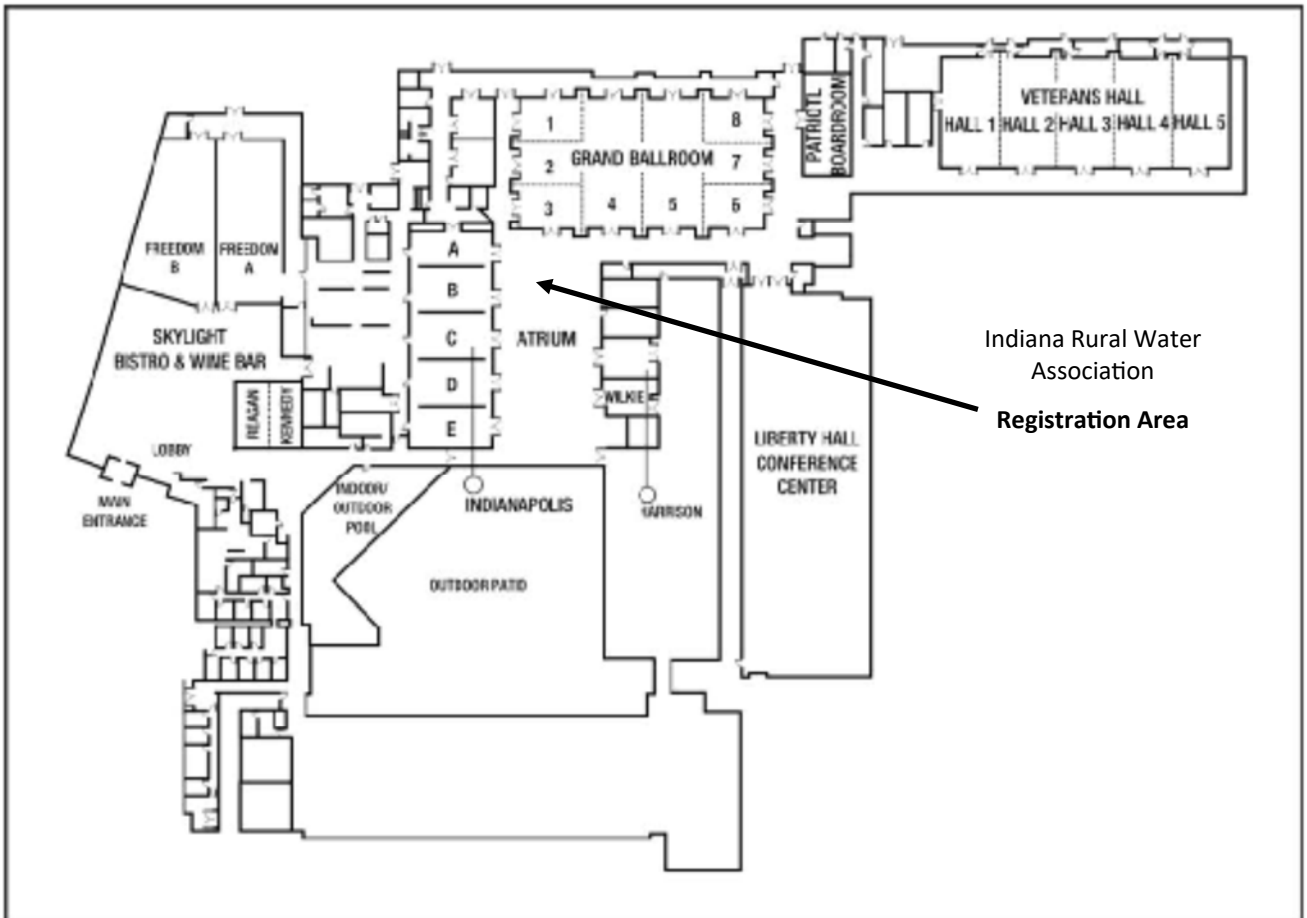 VETERANS HALL
HALL 1
HALL 2
HALL 3
HALL 4
HALL 5
PATRIOTL
BOARDROOM
1
8
GRAND BALLROOM
2
7
3
4
5
6
FREEDOM
B
FREEDON
A
A
B
C
D
E
ATRIUM
SKYLIGHT
BISTRO & WINE BAR
REAGAN
KENNEDY
WILKIE
LOBBY
MAIN
ENTRANCE
INDOOR/
OUTDOOR
POOL
INDIANAPOLIS
HARRISON
OUTDOOR PATIO
LIBERTY HALL
CONFERENCE
CENTER
Indiana Rural Water
Association
Registration Area